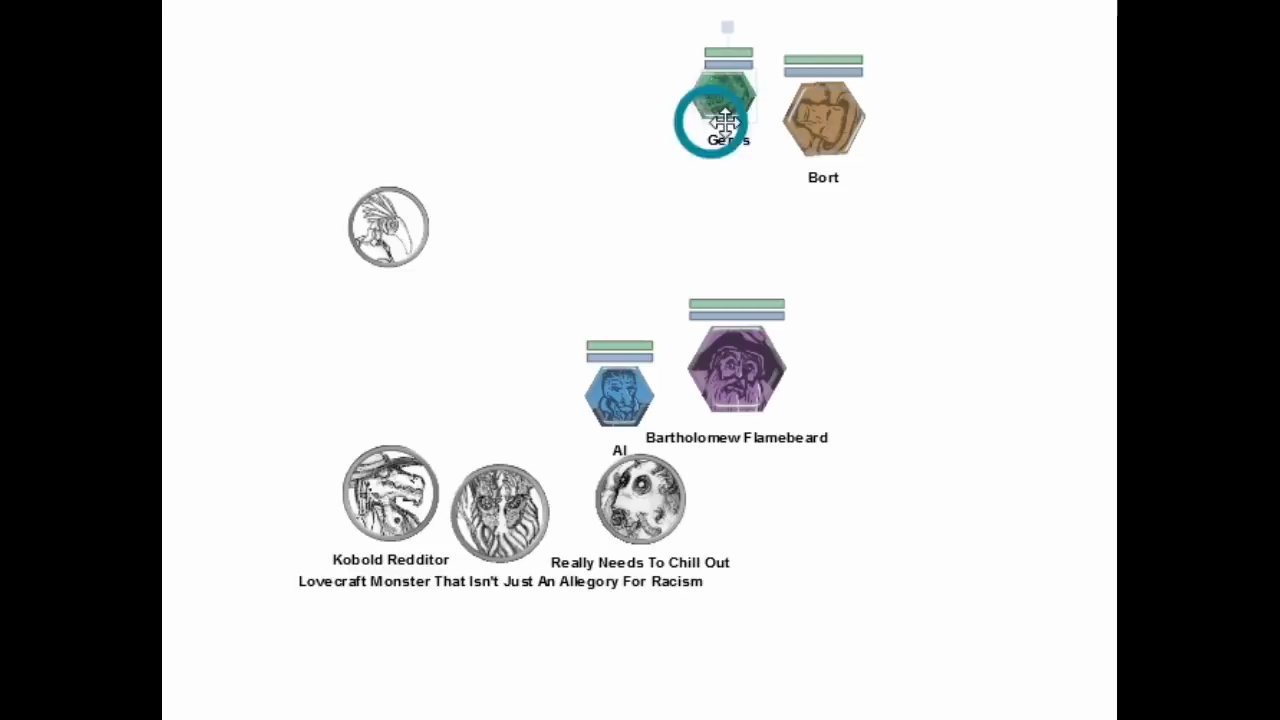 Bort
Al
Bartholomew Flamebeard
Kobold Redditor
Really Needs To Chill Out
Lovecraft Monster That Isn't Just An Allegory For Racism